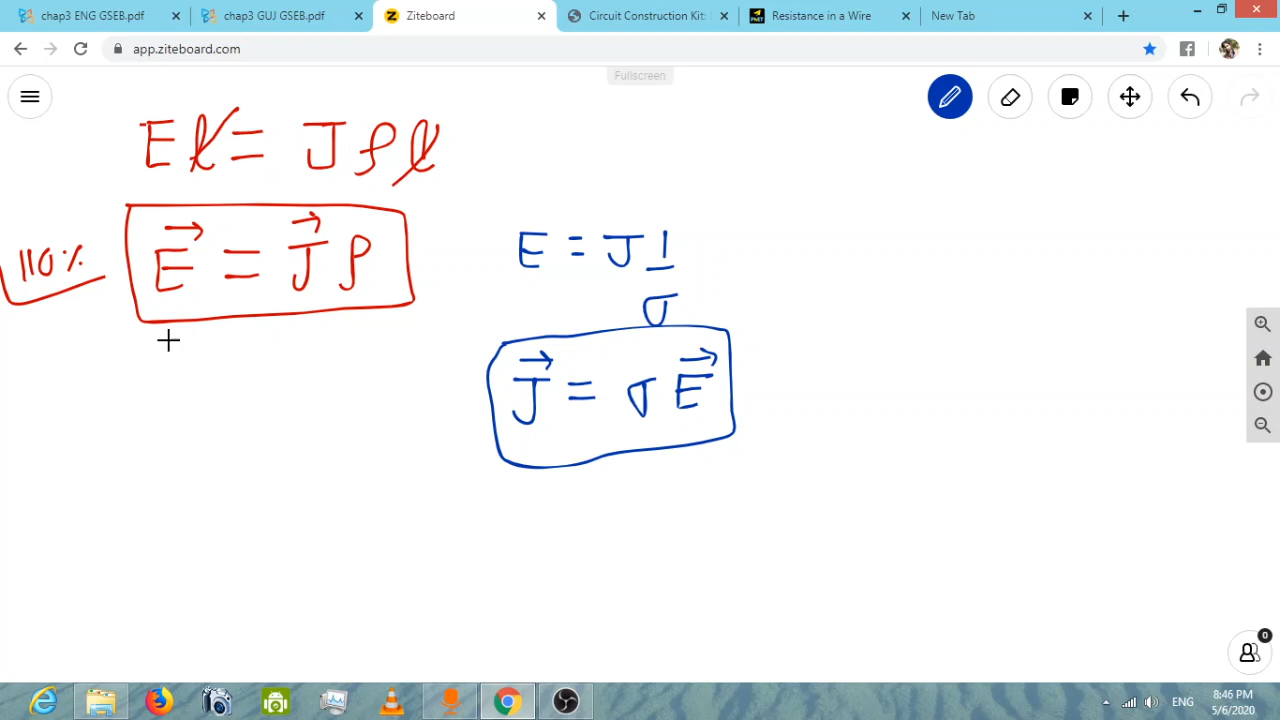 chap3 ENG GSEB.pdf
chap3 GUJ GSEB.pdf
Ziteboard
Circuit Construction Kit:
Resistance in a Wire
New Tab
app.ziteboard.com
Fullscreen
El = Jρl
110%
E⃗ = J⃗ρ
E = J 1/σ
J⃗ = σE⃗
0
ENG
8:46 PM
5/6/2020